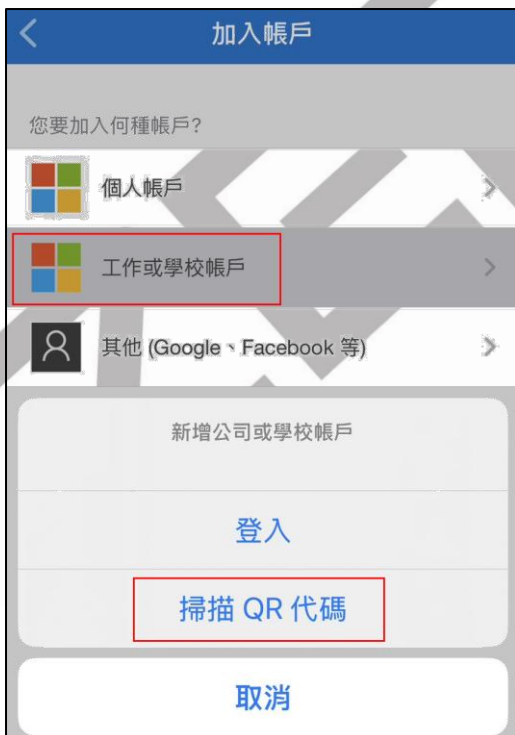 加入帳戶
您要加入何種帳戶?
個人帳戶
工作或學校帳戶
其他 (Google、Facebook 等)
新增公司或學校帳戶
登入
掃描 QR 代碼
取消